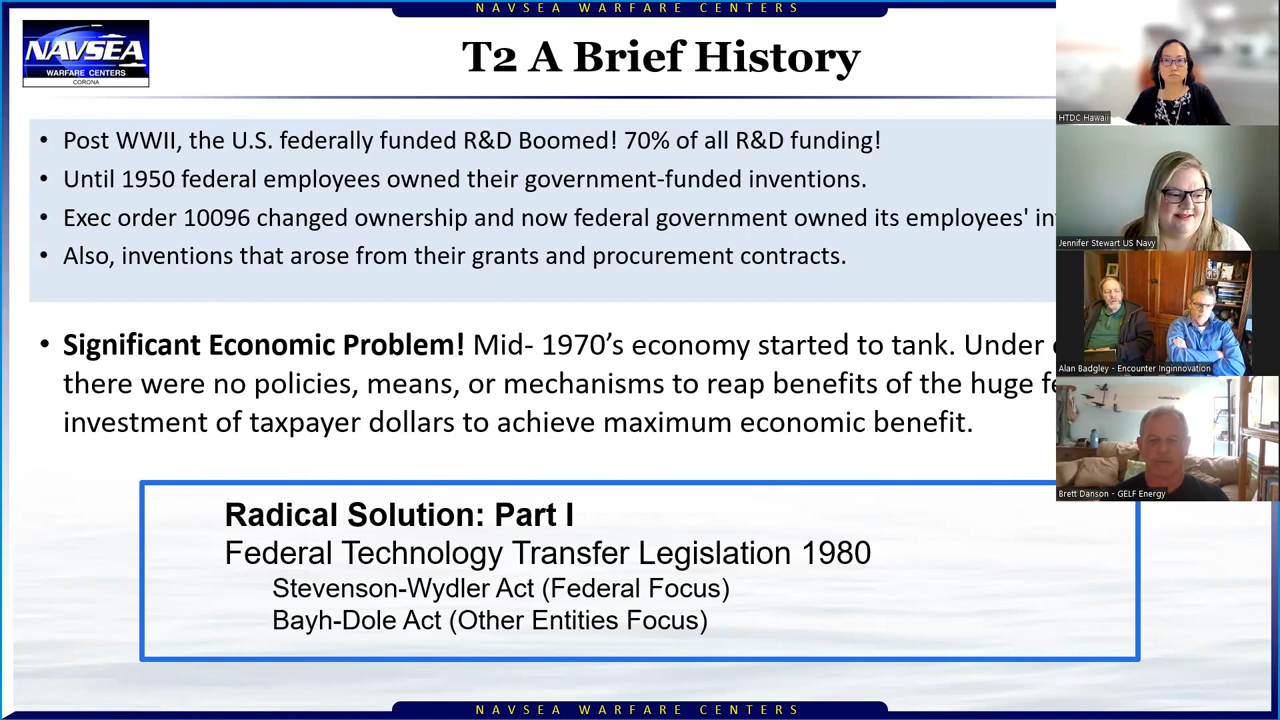 NAVSEA WARFARE CENTERS
NAVSEA
WARFARE CENTERS
CORONA
T2 A Brief History
• Post WWII, the U.S. federally funded R&D Boomed! 70% of all R&D funding!
• Until 1950 federal employees owned their government-funded inventions.
• Exec order 10096 changed ownership and now federal government owned its employees'
• Also, inventions that arose from their grants and procurement contracts.
• Significant Economic Problem! Mid- 1970’s economy started to tank. Under
there were no policies, means, or mechanisms to reap benefits of the huge
investment of taxpayer dollars to achieve maximum economic benefit.
Radical Solution: Part I
Federal Technology Transfer Legislation 1980
Stevenson-Wydler Act (Federal Focus)
Bayh-Dole Act (Other Entities Focus)
HTDC Hawaii
Jennifer Stewart US Navy
Alan Badgley - Encounter Inginnovation
Brett Danson - GELF Energy
NAVSEA WARFARE CENTERS